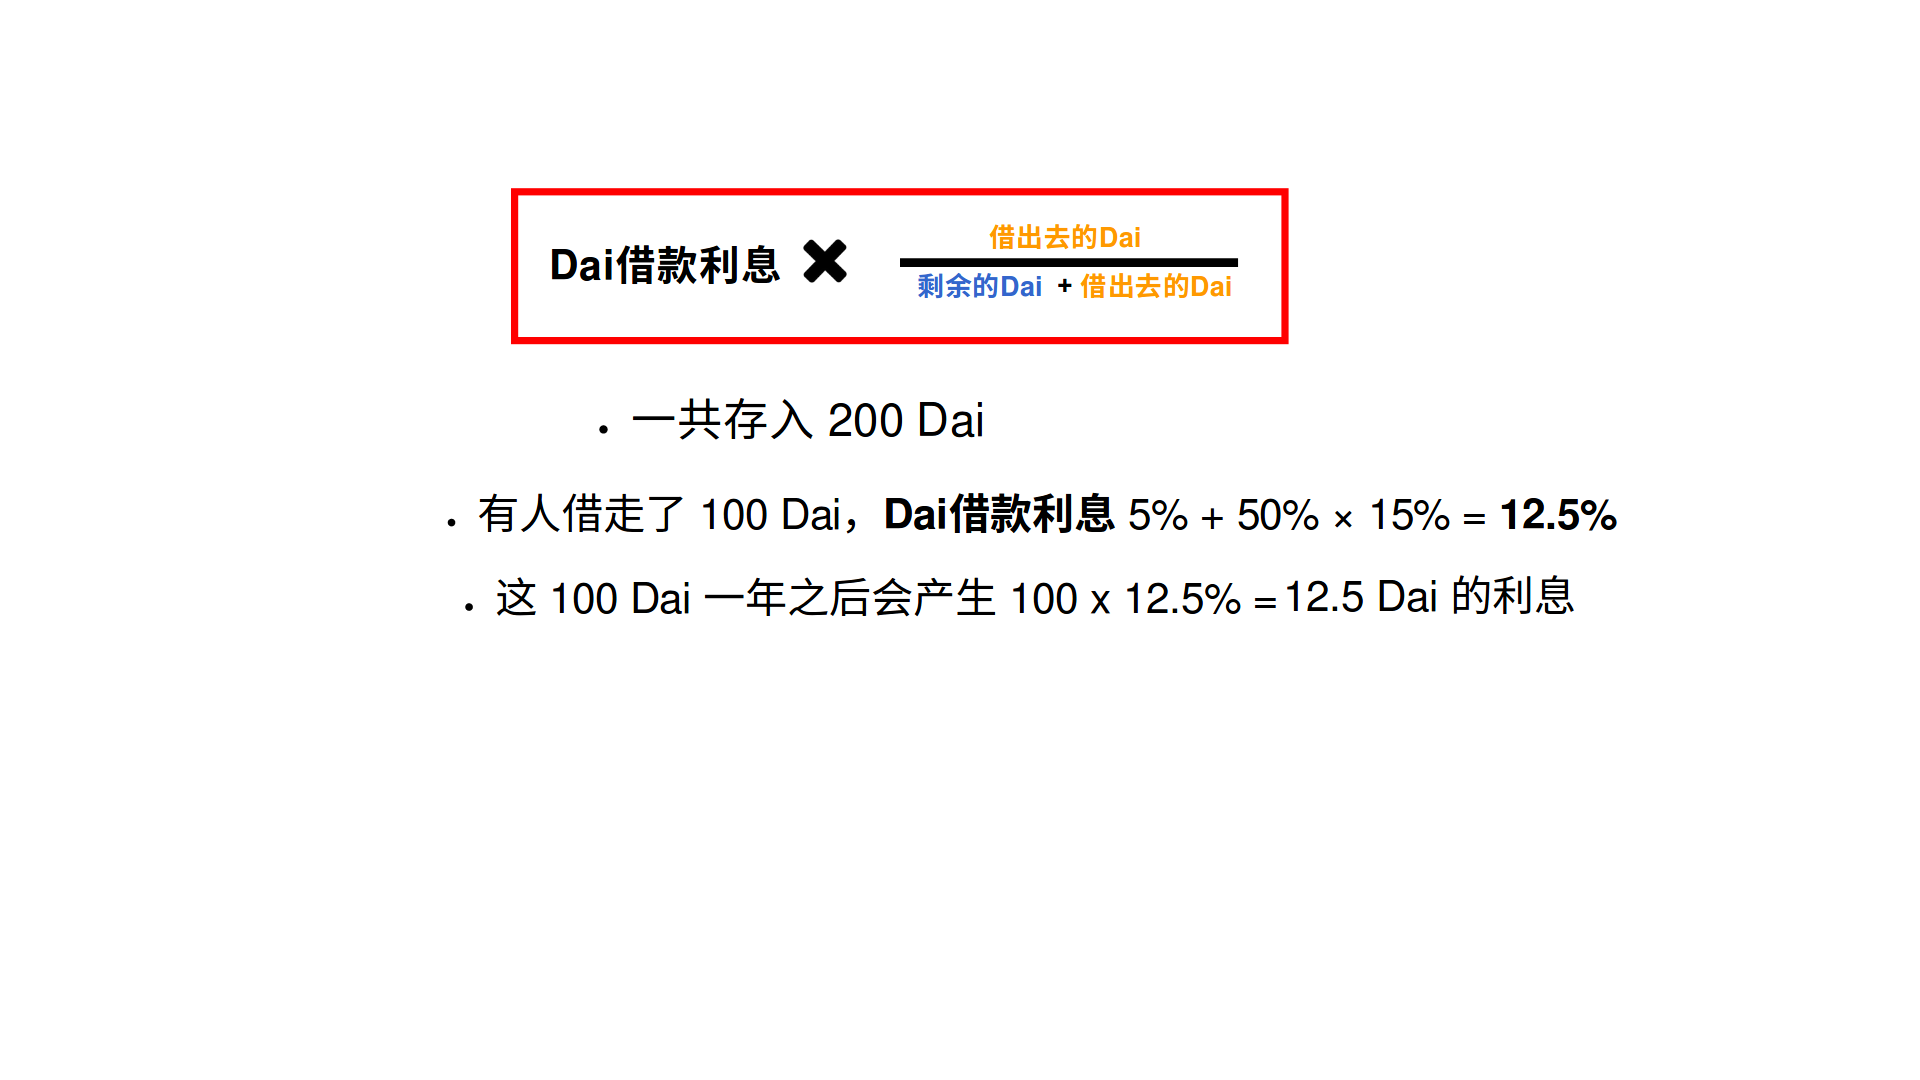 借出去的Dai
Dai借款利息 ✖
剩余的Dai + 借出去的Dai
• 一共存入 200 Dai
• 有人借走了 100 Dai，Dai借款利息 5% + 50% × 15% = 12.5%
• 这 100 Dai 一年之后会产生 100 x 12.5% = 12.5 Dai 的利息